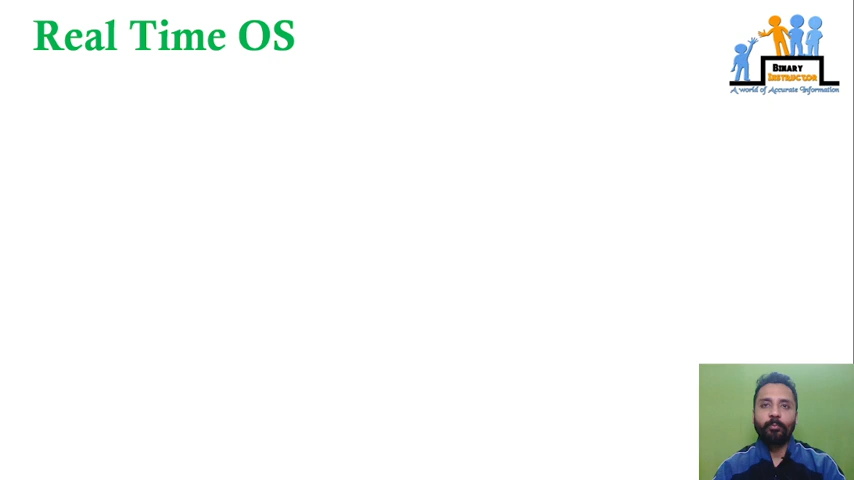 Real Time OS
BINARY
INSTRUCTOR
A world of Accurate Information